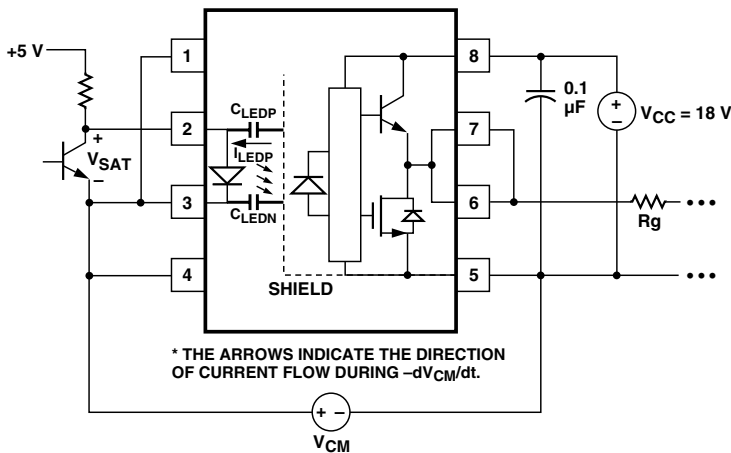 +5 V
1
2
3
4
+
V_SAT
–
C_LEDP
I_LEDP
C_LEDN
SHIELD
8
7
6
5
0.1
µF
+
–
V_CC = 18 V
Rg
•••
•••
* THE ARROWS INDICATE THE DIRECTION
OF CURRENT FLOW DURING –dV_CM/dt.
+ –
V_CM